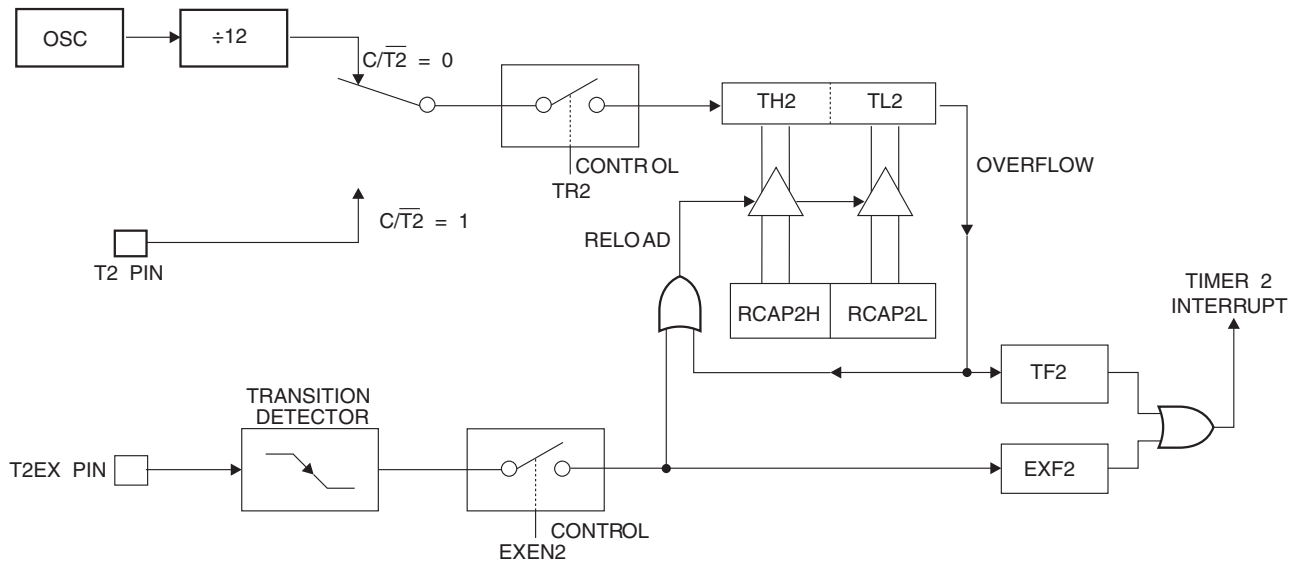 OSC
÷12
C/T2̅ = 0
TH2
TL2
CONTROL
TR2
OVERFLOW
C/T2̅ = 1
T2 PIN
RELOAD
RCAP2H
RCAP2L
TIMER 2
INTERRUPT
TF2
TRANSITION
DETECTOR
T2EX PIN
EXF2
CONTROL
EXEN2